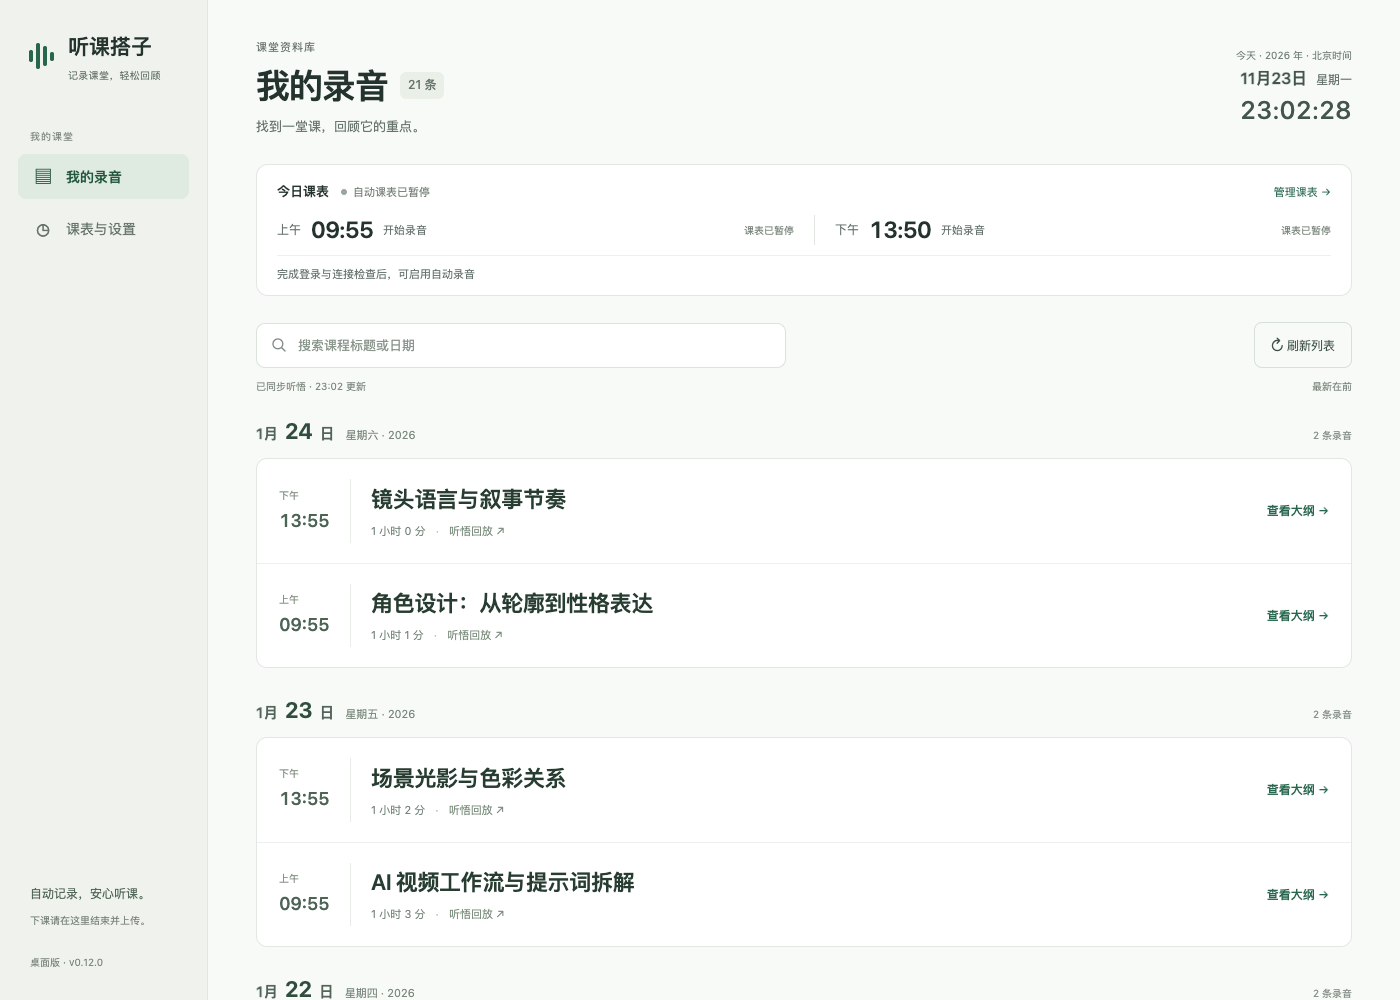 听课搭子
记录课堂，轻松回顾
我的课堂
我的录音
课表与设置
自动记录，安心听课。
下课请在这里结束并上传。
桌面版 · v0.12.0
课堂资料库
我的录音 21 条
找到一堂课，回顾它的重点。
今天 · 2026 年 · 北京时间
11月23日 星期一
23:02:28
今日课表 自动课表已暂停 管理课表 →
上午 09:55 开始录音 课表已暂停 下午 13:50 开始录音 课表已暂停
完成登录与连接检查后，可启用自动录音
搜索课程标题或日期
刷新列表
已同步听悟 · 23:02 更新 最新在前
1月 24 日 星期六 · 2026 2 条录音
下午
13:55
镜头语言与叙事节奏
1 小时 0 分 · 听悟回放 ↗
查看大纲 →
上午
09:55
角色设计：从轮廓到性格表达
1 小时 1 分 · 听悟回放 ↗
查看大纲 →
1月 23 日 星期五 · 2026 2 条录音
下午
13:55
场景光影与色彩关系
1 小时 2 分 · 听悟回放 ↗
查看大纲 →
上午
09:55
AI 视频工作流与提示词拆解
1 小时 3 分 · 听悟回放 ↗
查看大纲 →
1月 22 日 星期四 · 2026 2 条录音